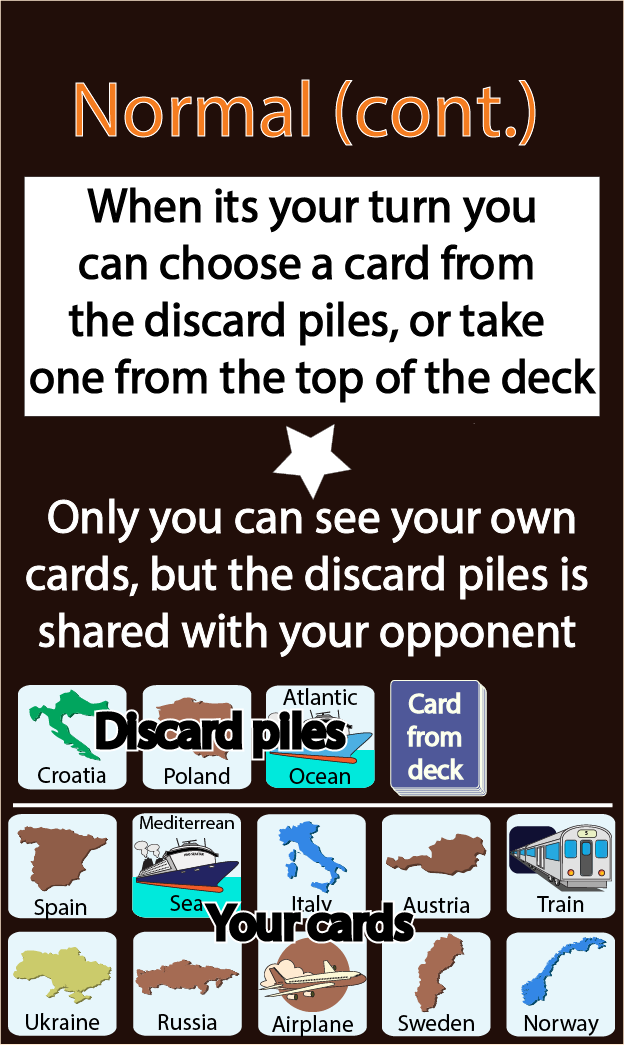 Normal (cont.)
When its your turn you
can choose a card from
the discard piles, or take
one from the top of the deck
Only you can see your own
cards, but the discard piles is
shared with your opponent
Discard piles
Croatia
Poland
Atlantic
Ocean
Card
from
deck
Spain
Mediterrean
Sea
Italy
Austria
Train
Your cards
Ukraine
Russia
Airplane
Sweden
Norway